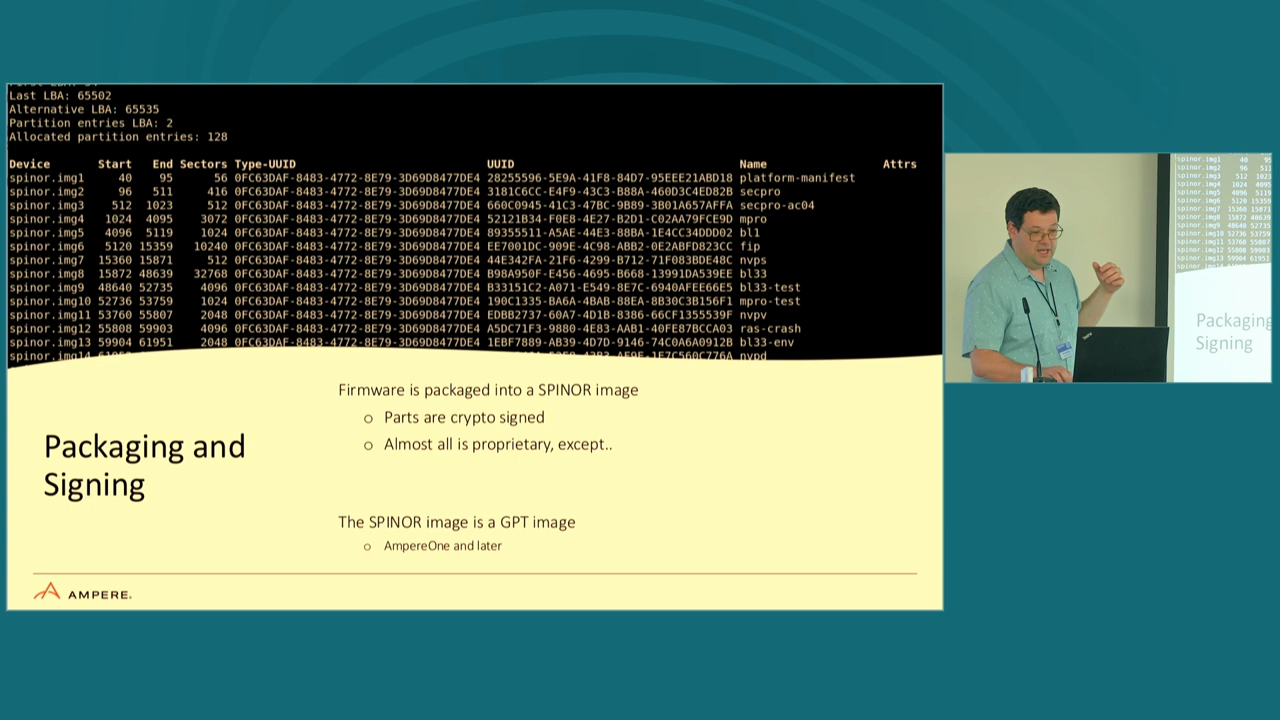 Last LBA: 65502
Alternative LBA: 65535
Partition entries LBA: 2
Allocated partition entries: 128
Device Start End Sectors Type-UUID UUID Name Attrs
spinor.img1 40 95 56 0FC63DAF-8483-4772-8E79-3D69D8477DE4 28255596-5E9A-41F8-84D7-95EEE21ABD18 platform-manifest
spinor.img2 96 511 416 0FC63DAF-8483-4772-8E79-3D69D8477DE4 3181C6CC-E4F9-43C3-B88A-460D3C4ED82B secpro
spinor.img3 512 1023 512 0FC63DAF-8483-4772-8E79-3D69D8477DE4 666C0945-41C3-47BC-9B89-3B01A657AFFA secpro-ac04
spinor.img4 1024 4095 3072 0FC63DAF-8483-4772-8E79-3D69D8477DE4 52121B34-F0E8-4E27-B2D1-C02AA79FCE9D mpro
spinor.img5 4096 5119 1024 0FC63DAF-8483-4772-8E79-3D69D8477DE4 89355511-A5AE-44E3-88BA-1E4CC34DDD02 bl1
spinor.img6 5120 15359 10240 0FC63DAF-8483-4772-8E79-3D69D8477DE4 EE7001DC-909E-4C98-ABB2-0E2ABFD823CC fip
spinor.img7 15360 15871 512 0FC63DAF-8483-4772-8E79-3D69D8477DE4 44E342FA-21F6-4299-B712-71F083BDE48C nvps
spinor.img8 15872 48639 32768 0FC63DAF-8483-4772-8E79-3D69D8477DE4 B98A950F-E456-4695-B668-13991DA539EE bl33
spinor.img9 48640 52735 4096 0FC63DAF-8483-4772-8E79-3D69D8477DE4 B33151C2-A071-E549-8E7C-6940AFEE66E5 bl33-test
spinor.img10 52736 53759 1024 0FC63DAF-8483-4772-8E79-3D69D8477DE4 190C1335-BA6A-4BAB-88EA-8B30C3B156F1 mpro-test
spinor.img11 53760 55807 2048 0FC63DAF-8483-4772-8E79-3D69D8477DE4 EDBB2737-60A7-4D1B-8386-66CF1355539F nvpv
spinor.img12 55808 59903 4096 0FC63DAF-8483-4772-8E79-3D69D8477DE4 A5DC71F3-9880-4E83-AAB1-40FE87BCCA03 ras-crash
spinor.img13 59904 61951 2048 0FC63DAF-8483-4772-8E79-3D69D8477DE4 1EBF7889-AB39-4D7D-9146-74C0A6A0912B bl33-env
spinor.img14 nvpd
Firmware is packaged into a SPINOR image
o Parts are crypto signed
o Almost all is proprietary, except..
Packaging and
Signing
The SPINOR image is a GPT image
o AmpereOne and later
AMPERE.
Packaging
Signing